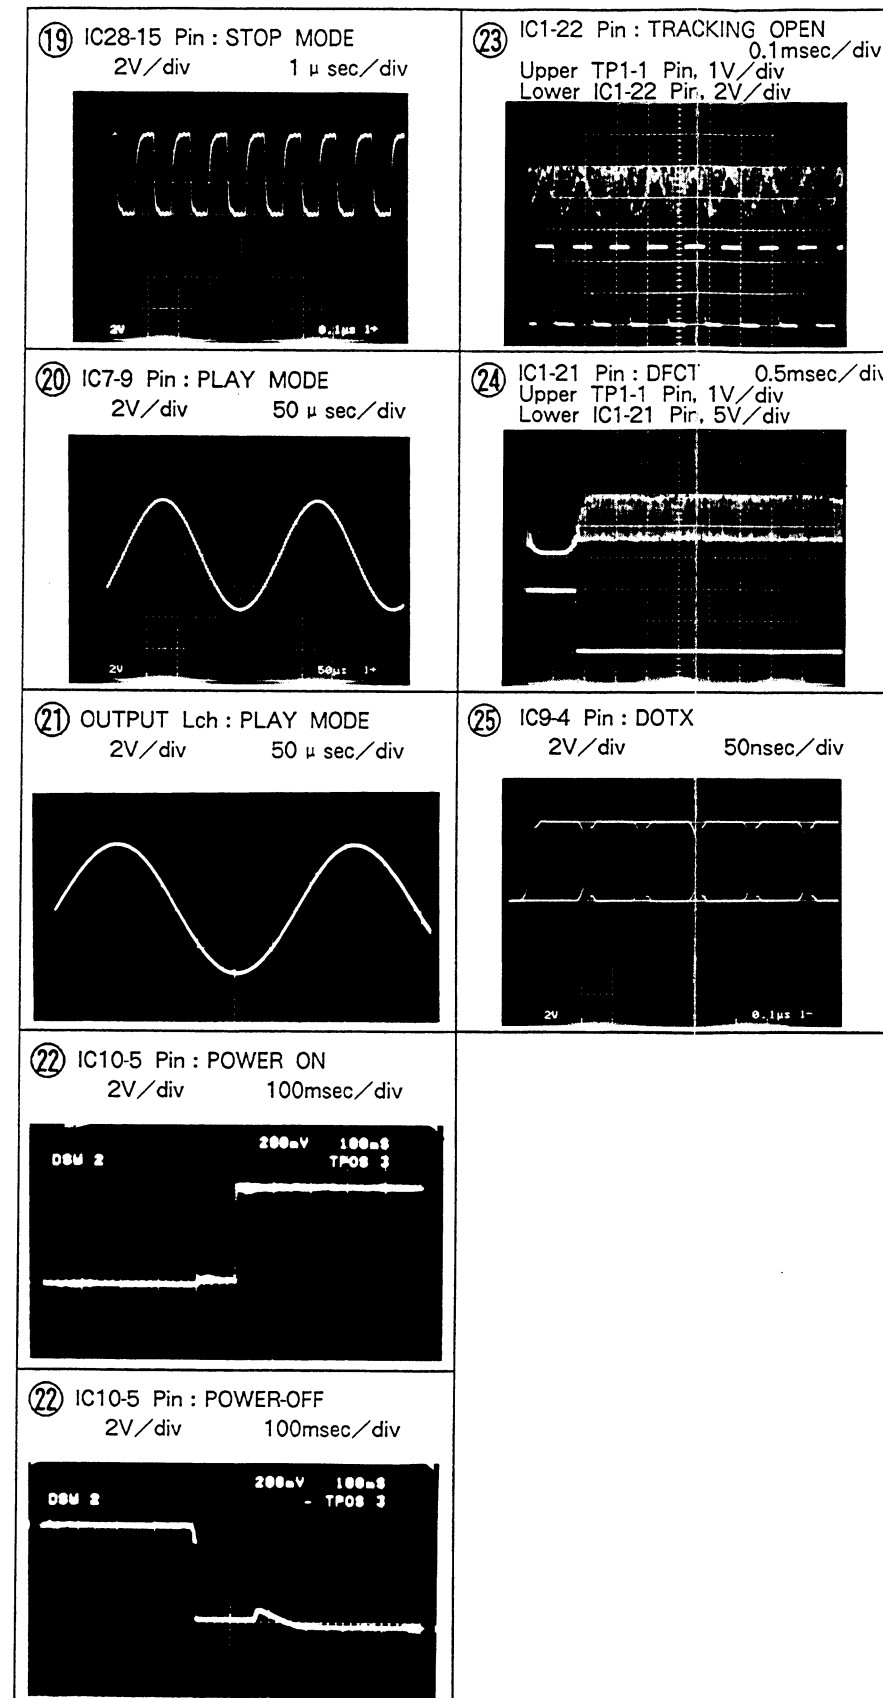 ⑲ IC28-15 Pin : STOP MODE
2V/div 1 μ sec/div
2V 0.1μs 1+
⑳ IC7-9 Pin : PLAY MODE
2V/div 50 μ sec/div
2V 50μs 1+
㉑ OUTPUT Lch : PLAY MODE
2V/div 50 μ sec/div
㉒ IC10-5 Pin : POWER ON
2V/div 100msec/div
200mV 100mS
DSW 2 TPOS 3
㉒ IC10-5 Pin : POWER-OFF
2V/div 100msec/div
200mV 100mS
DSW 2 - TPOS 3
㉓ IC1-22 Pin : TRACKING OPEN
0.1msec/div
Upper TP1-1 Pin, 1V/div
Lower IC1-22 Pin, 2V/div
㉔ IC1-21 Pin : DFCT 0.5msec/div
Upper TP1-1 Pin, 1V/div
Lower IC1-21 Pin, 5V/div
㉕ IC9-4 Pin : DOTX
2V/div 50nsec/div
2V 0.1μs 1-